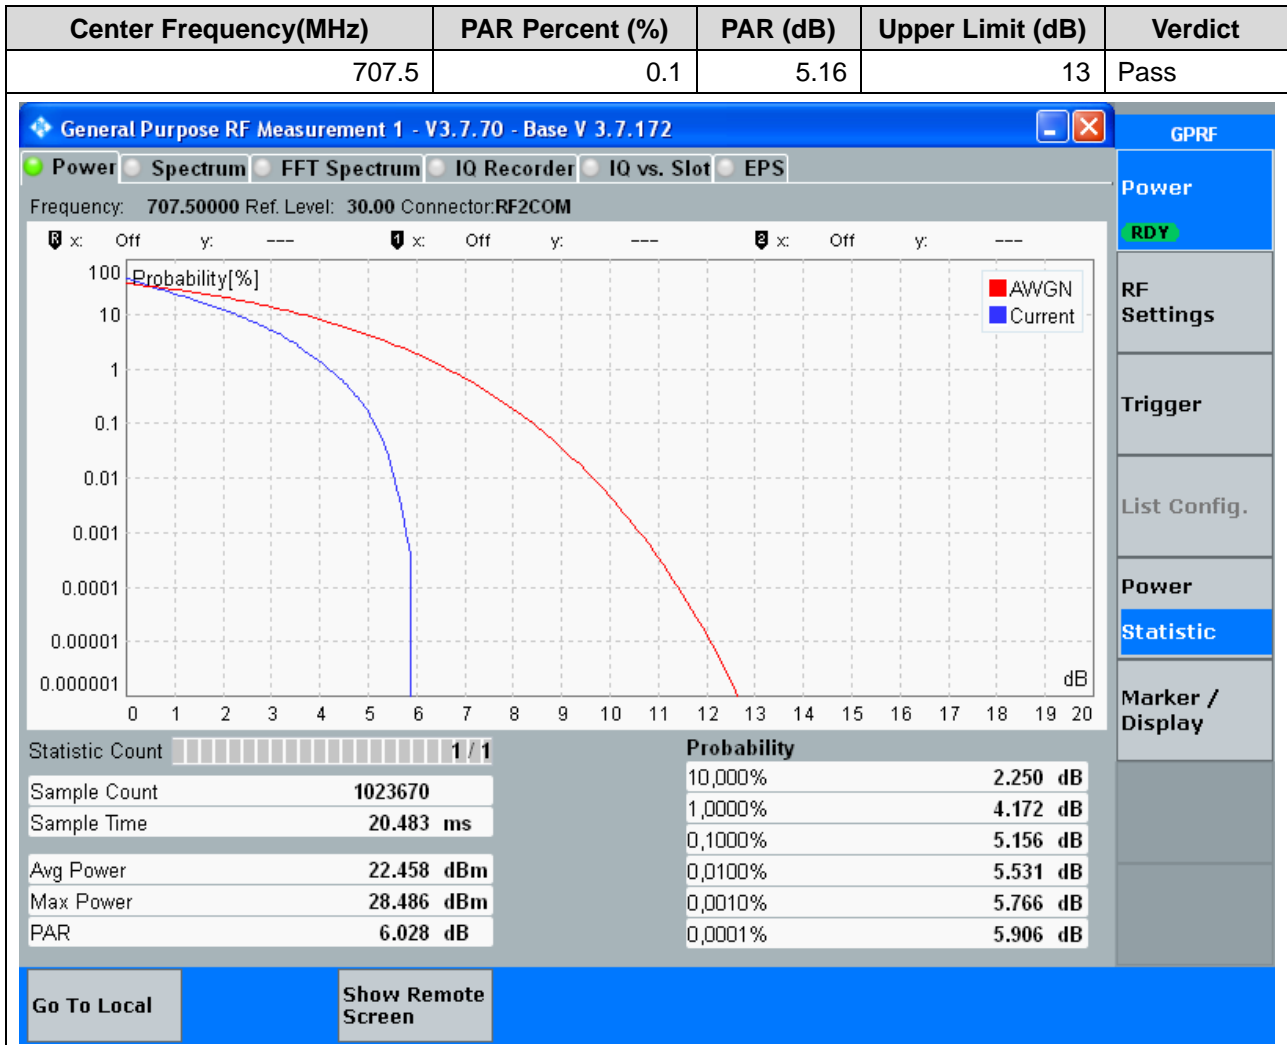 Center Frequency(MHz) PAR Percent (%) PAR (dB) Upper Limit (dB) Verdict
707.5 0.1 5.16 13 Pass
General Purpose RF Measurement 1 - V3.7.70 - Base V 3.7.172
GPRF
Power Spectrum FFT Spectrum IQ Recorder IQ vs. Slot EPS
Frequency: 707.50000 Ref. Level: 30.00 Connector:RF2COM
R x: Off y: --- 1 x: Off y: --- 2 x: Off y: ---
Probability[%]
AWGN
Current
100
10
1
0.1
0.01
0.001
0.0001
0.00001
0.000001
dB
0 1 2 3 4 5 6 7 8 9 10 11 12 13 14 15 16 17 18 19 20
Statistic Count 1 / 1
Sample Count 1023670
Sample Time 20.483 ms
Avg Power 22.458 dBm
Max Power 28.486 dBm
PAR 6.028 dB
Probability
10,000% 2.250 dB
1,0000% 4.172 dB
0,1000% 5.156 dB
0,0100% 5.531 dB
0,0010% 5.766 dB
0,0001% 5.906 dB
Power
RDY
RF
Settings
Trigger
List Config.
Power
Statistic
Marker /
Display
Go To Local
Show Remote
Screen